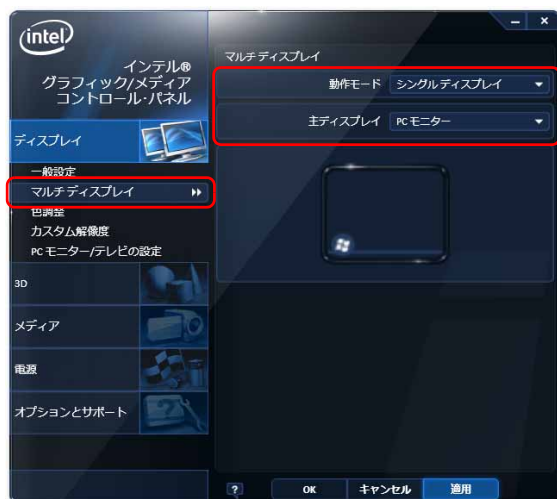 intel
インテル®
グラフィック/メディア
コントロール・パネル
ディスプレイ
一般設定
マルチディスプレイ
色調整
カスタム解像度
PC モニター/テレビの設定
3D
メディア
電源
オプションとサポート
マルチ ディスプレイ
動作モード シングル ディスプレイ
主ディスプレイ PC モニター
? OK キャンセル 適用